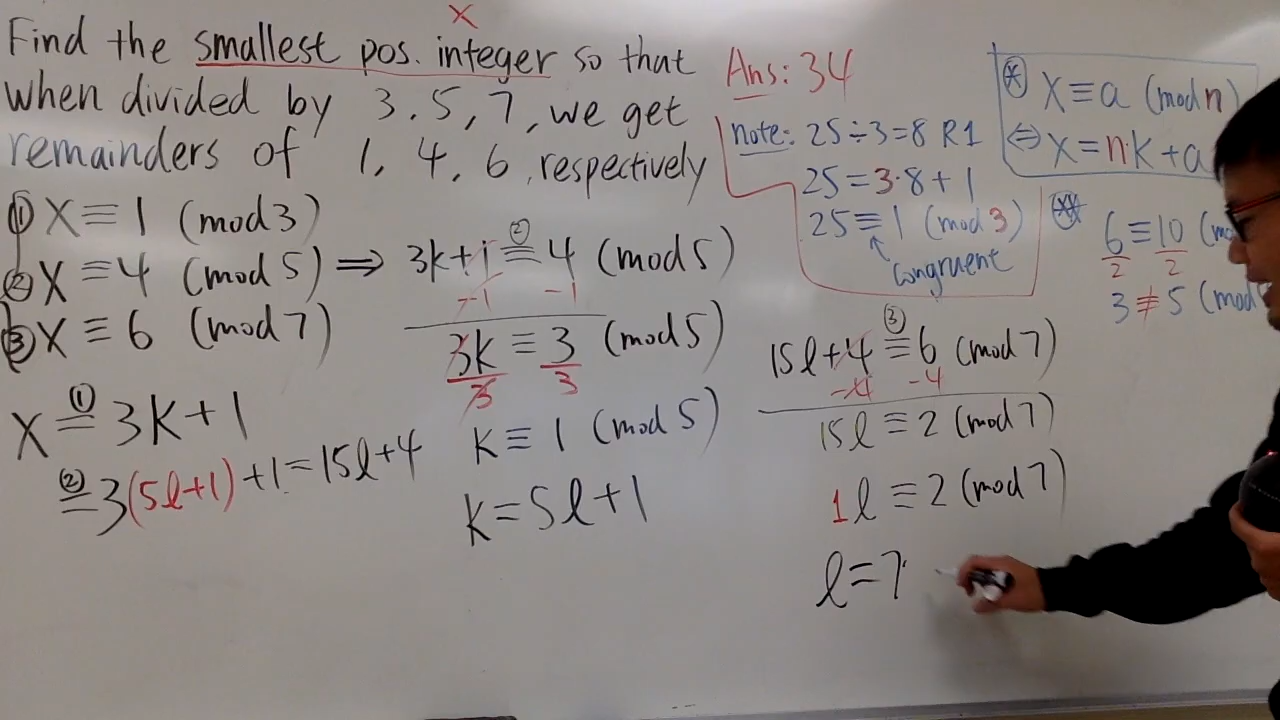 x
Find the smallest pos. integer so that
when divided by 3, 5, 7, we get
remainders of 1, 4, 6, respectively
① x ≡ 1 (mod 3)
② x ≡ 4 (mod 5) ⇒ 3k+1 ②≡ 4 (mod 5)
-1 -1
③ x ≡ 6 (mod 7)
3k ≡ 3 (mod 5)
3 3
x ①= 3k+1
②= 3(5l+1)+1 = 15l+4
k ≡ 1 (mod 5)
k = 5l+1
Ans: 34
note: 25÷3=8 R1
25 = 3·8+1
25 ≡ 1 (mod 3)
congruent
⊛ x ≡ a (mod n)
⇔ x = n·k+a
** 6 ≡ 10 (mo
2 2
3 ≢ 5 (mod
15l+4 ③≡ 6 (mod 7)
-4 -4
15l ≡ 2 (mod 7)
1l ≡ 2 (mod 7)
l = 7·